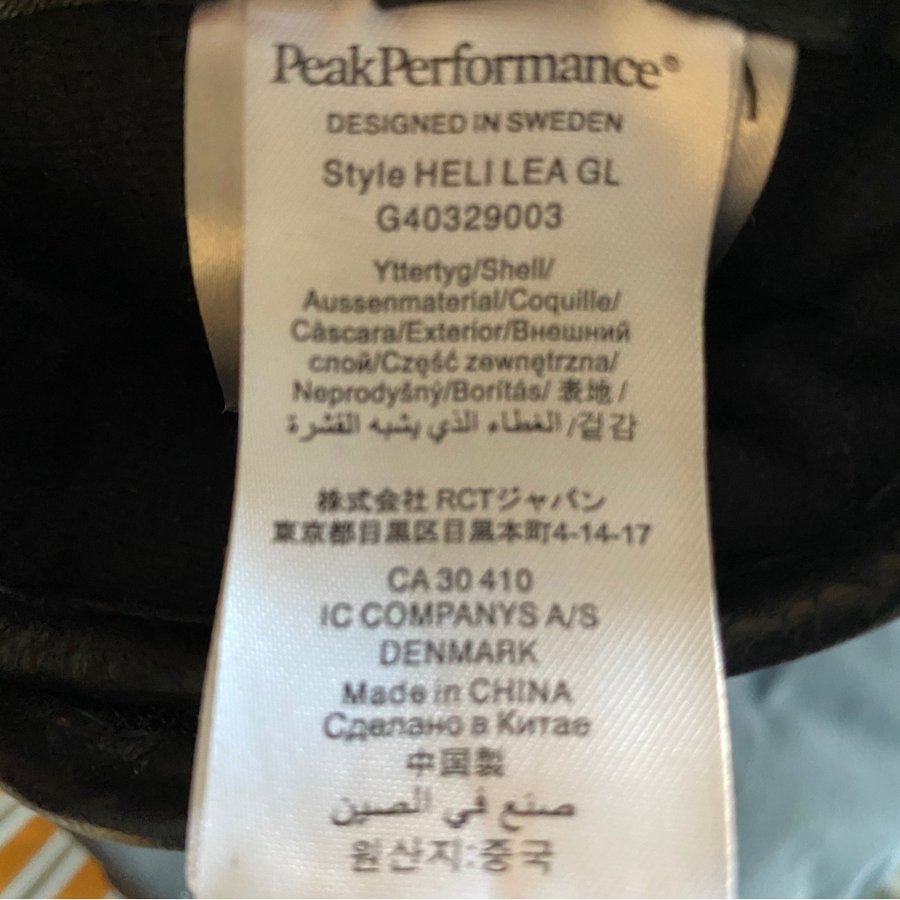 PeakPerformance®
DESIGNED IN SWEDEN
Style HELI LEA GL
G40329003
Yttertyg/Shell/
Aussenmaterial/Coquille/
Càscara/Exterior/Внешний
слой/Część zewnętrzna/
Neprodyšný/Borítás/ 表地 /
겉감/ الغطاء الذي يشبه القشرة
株式会社 RCTジャパン
東京都目黒区目黒本町4-14-17
CA 30 410
IC COMPANYS A/S
DENMARK
Made in CHINA
Сделано в Китае
中国製
صنع في الصين
원산지:중국